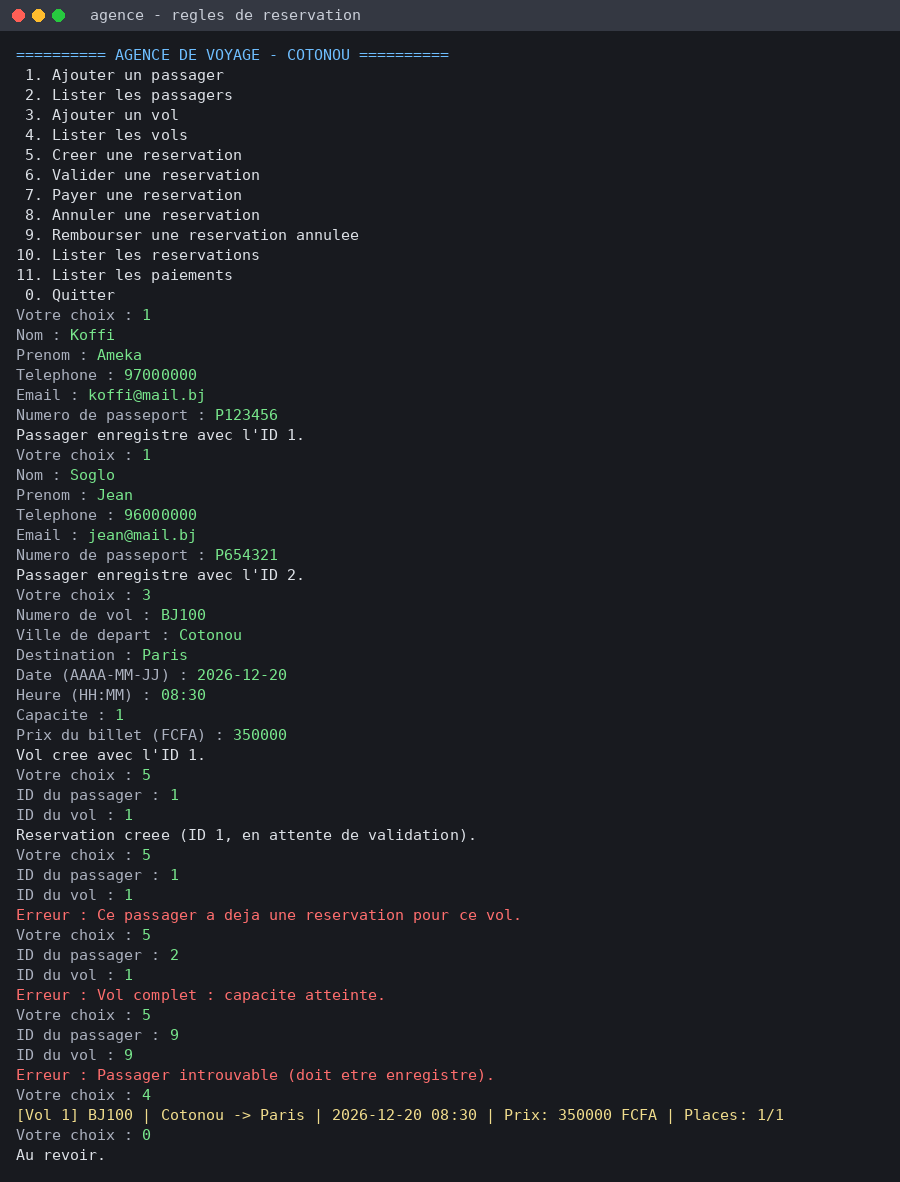 agence - regles de reservation
========== AGENCE DE VOYAGE - COTONOU ==========
 1. Ajouter un passager
 2. Lister les passagers
 3. Ajouter un vol
 4. Lister les vols
 5. Creer une reservation
 6. Valider une reservation
 7. Payer une reservation
 8. Annuler une reservation
 9. Rembourser une reservation annulee
10. Lister les reservations
11. Lister les paiements
 0. Quitter
Votre choix : 1
Nom : Koffi
Prenom : Ameka
Telephone : 97000000
Email : koffi@mail.bj
Numero de passeport : P123456
Passager enregistre avec l'ID 1.
Votre choix : 1
Nom : Soglo
Prenom : Jean
Telephone : 96000000
Email : jean@mail.bj
Numero de passeport : P654321
Passager enregistre avec l'ID 2.
Votre choix : 3
Numero de vol : BJ100
Ville de depart : Cotonou
Destination : Paris
Date (AAAA-MM-JJ) : 2026-12-20
Heure (HH:MM) : 08:30
Capacite : 1
Prix du billet (FCFA) : 350000
Vol cree avec l'ID 1.
Votre choix : 5
ID du passager : 1
ID du vol : 1
Reservation creee (ID 1, en attente de validation).
Votre choix : 5
ID du passager : 1
ID du vol : 1
Erreur : Ce passager a deja une reservation pour ce vol.
Votre choix : 5
ID du passager : 2
ID du vol : 1
Erreur : Vol complet : capacite atteinte.
Votre choix : 5
ID du passager : 9
ID du vol : 9
Erreur : Passager introuvable (doit etre enregistre).
Votre choix : 4
[Vol 1] BJ100 | Cotonou -> Paris | 2026-12-20 08:30 | Prix: 350000 FCFA | Places: 1/1
Votre choix : 0
Au revoir.